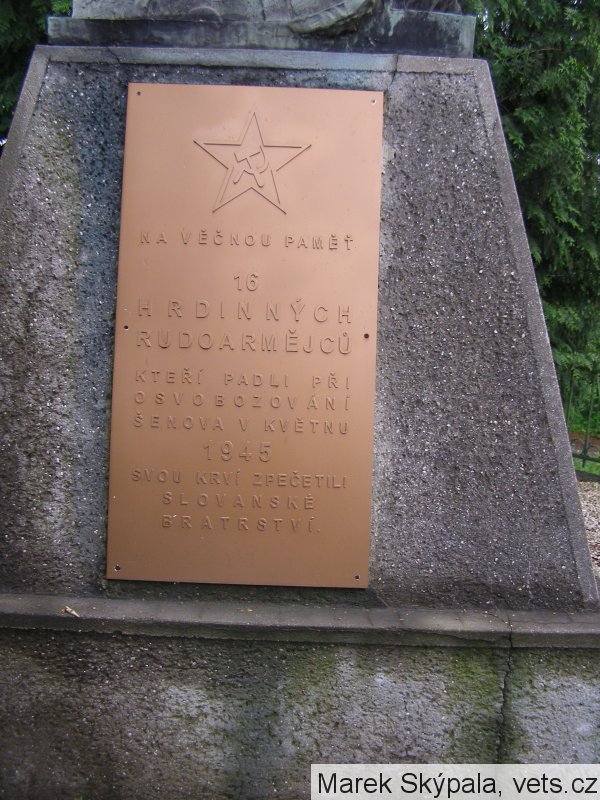 NA VĚČNOU PAMĚŤ
16
HRDINNÝCH
RUDOARMĚJCŮ
KTEŘÍ PADLI PŘI
OSVOBOZOVÁNÍ
ŠENOVA V KVĚTNU
1945
SVOU KRVÍ ZPEČETILI
SLOVANSKÉ
BRATRSTVÍ.
Marek Skýpala, vets.cz